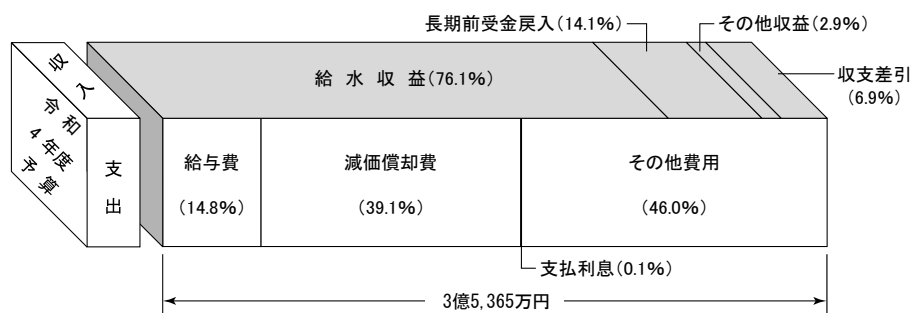 長期前受金戻入(14.1%)
その他収益(2.9%)
給水収益(76.1%)
収支差引
(6.9%)
収入
令和
4年度
予算
支出
給与費
(14.8%)
減価償却費
(39.1%)
その他費用
(46.0%)
支払利息(0.1%)
3億5,365万円